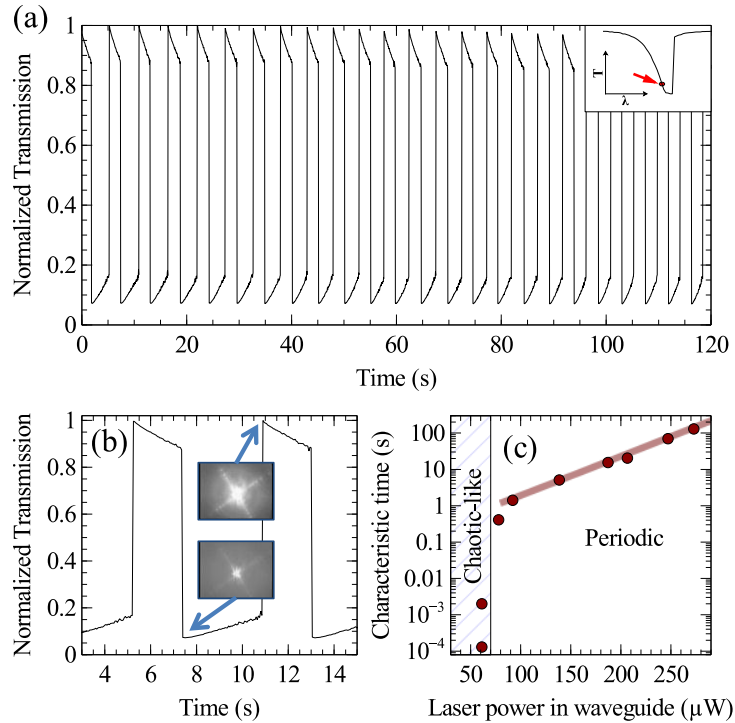 (a)
Normalized Transmission
1
0.8
0.6
0.4
0.2
0
0 20 40 60 80 100 120
Time (s)
T
λ
(b)
Normalized Transmission
1
0.8
0.6
0.4
0.2
0
4 6 8 10 12 14
Time (s)
(c)
Characteristic time (s)
100
10
1
0.1
0.01
10⁻³
10⁻⁴
Chaotic-like
Periodic
50 100 150 200 250
Laser power in waveguide (µW)